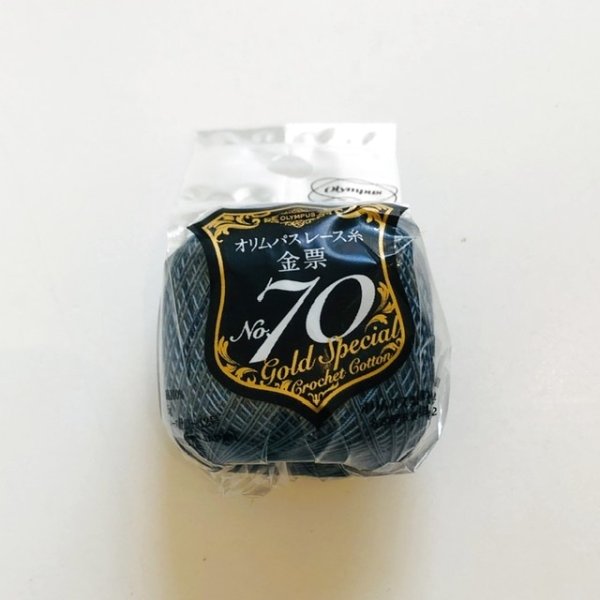 Olympus
OLYMPUS
オリムパスレース糸
金票
No.70
Gold Special
Crochet Cotton